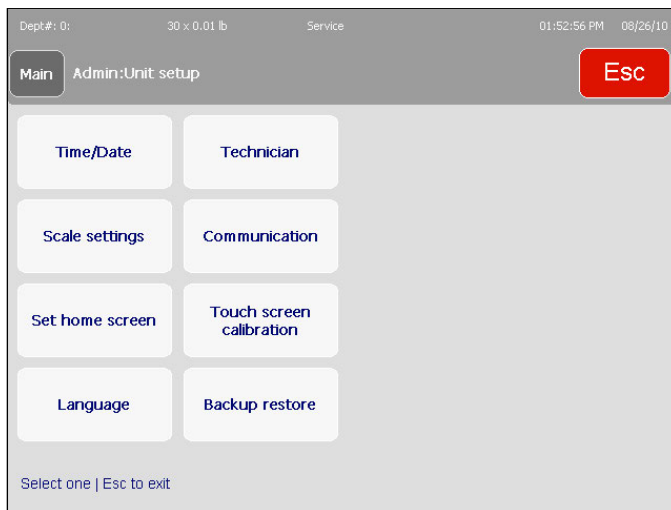 Dept#: 0: 30 x 0.01 lb Service 01:52:56 PM 08/26/10
Main Admin:Unit setup Esc
Time/Date Technician
Scale settings Communication
Set home screen Touch screen
calibration
Language Backup restore
Select one | Esc to exit